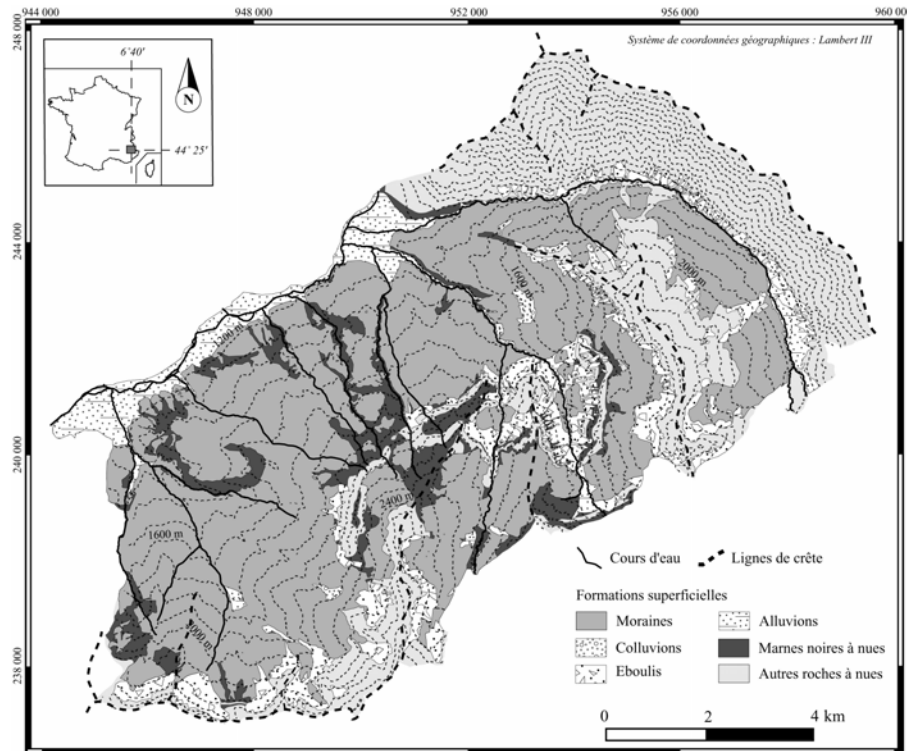 944 000 948 000 952 000 956 000 960 00
248 000
Système de coordonnées géographiques : Lambert III
6°40'
N
44° 25'
244 000
2000 m
1600 m
240 000
1600 m
2000 m
238 000
Cours d'eau
Lignes de crête
Formations superficielles
Moraines
Alluvions
Colluvions
Marnes noires à nues
Eboulis
Autres roches à nues
0 2 4 km